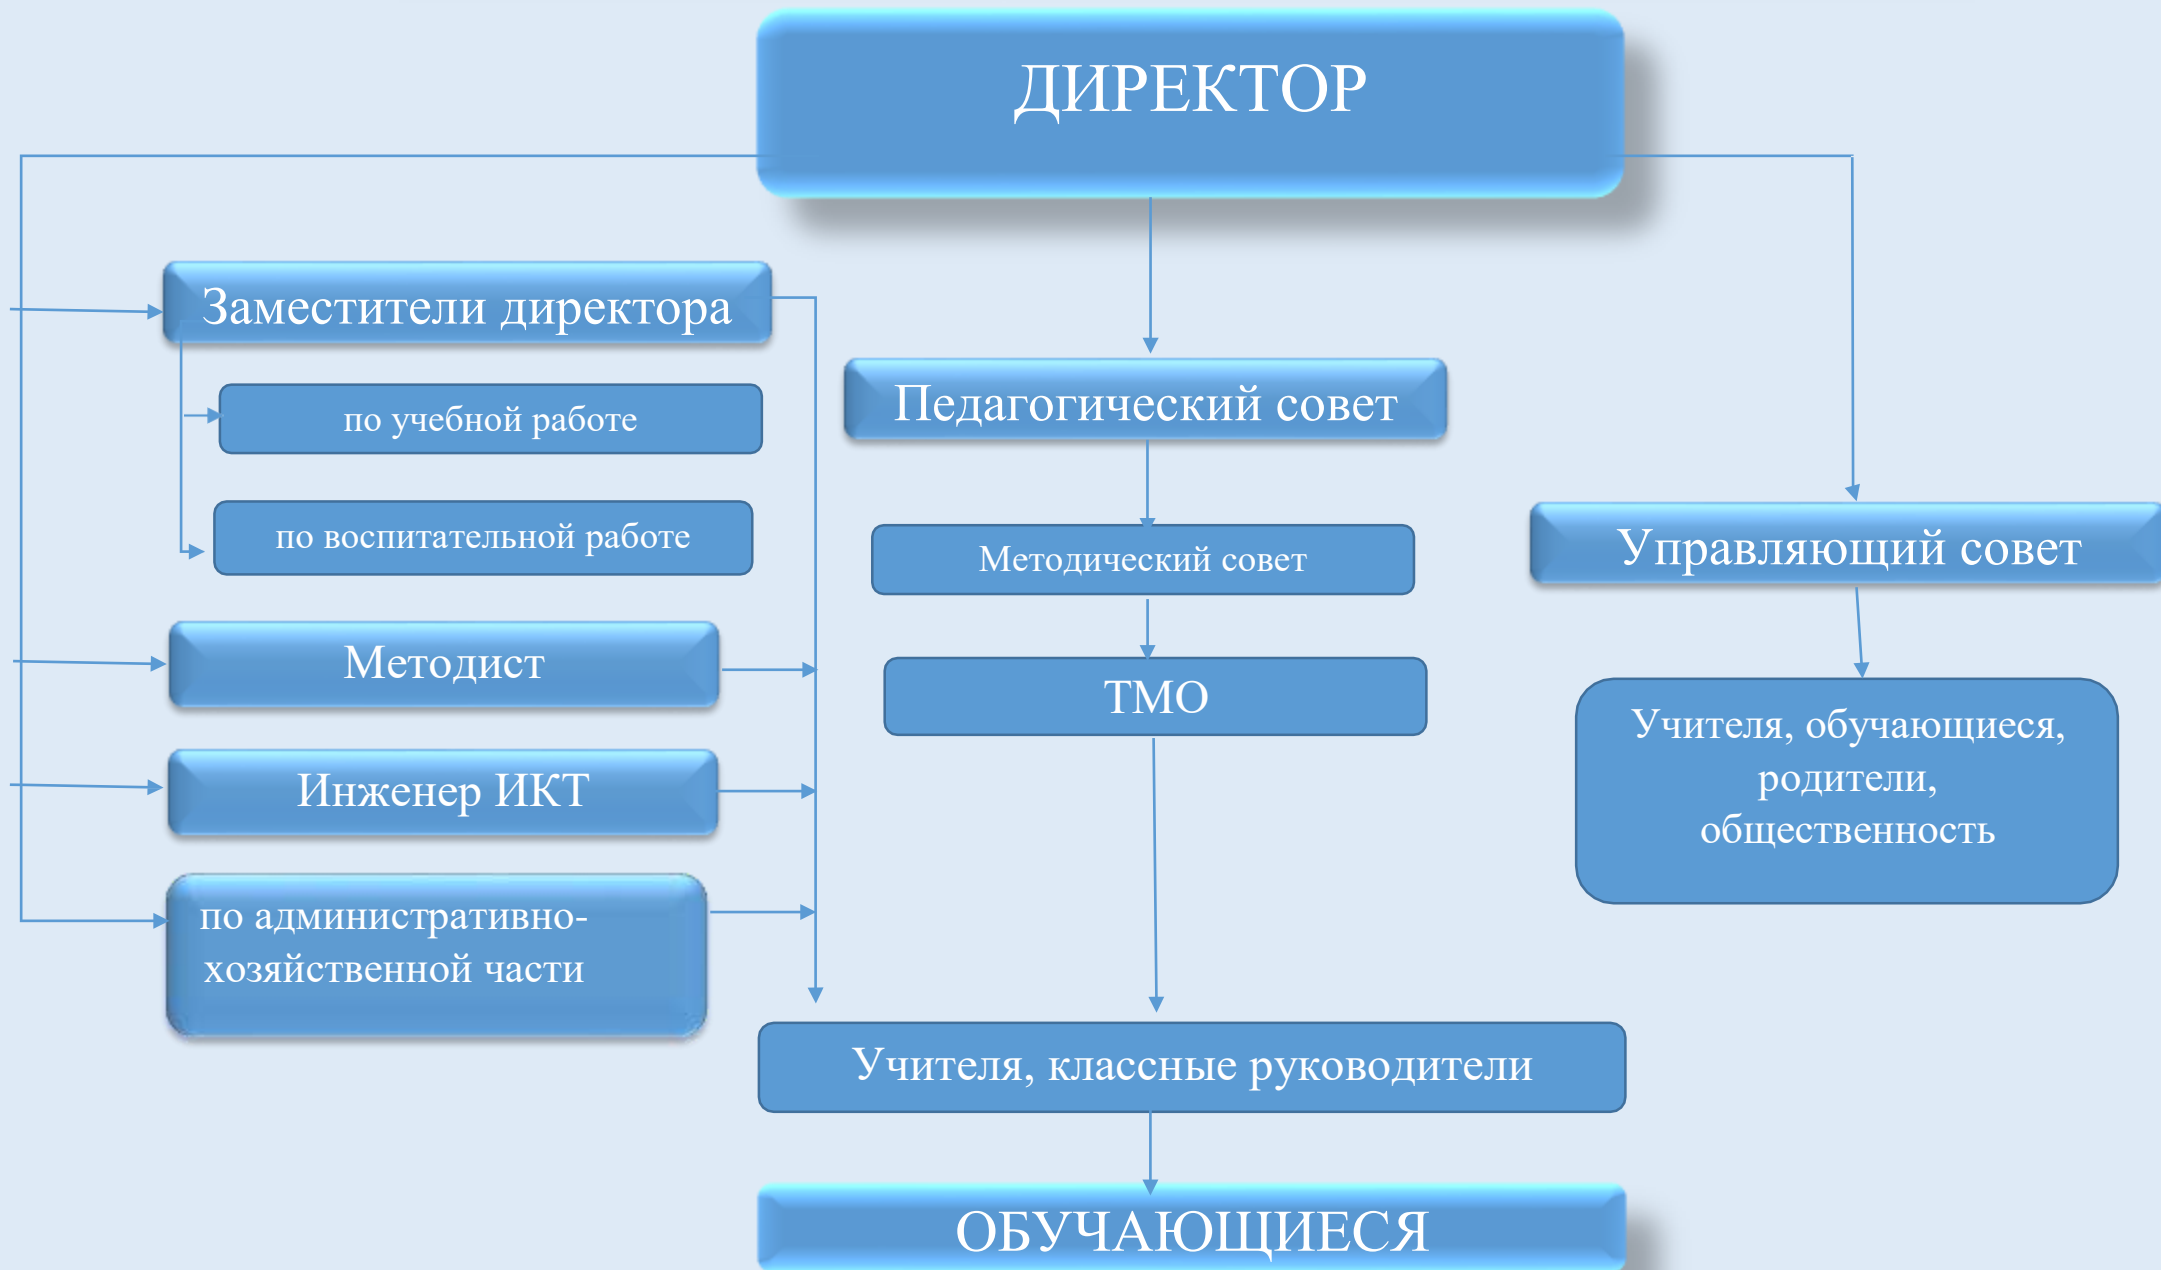 ДИРЕКТОР
Заместители директора
по учебной работе
по воспитательной работе
Методист
Инженер ИКТ
по административно-
хозяйственной части
Педагогический совет
Методический совет
ТМО
Управляющий совет
Учителя, обучающиеся,
родители,
общественность
Учителя, классные руководители
ОБУЧАЮЩИЕСЯ